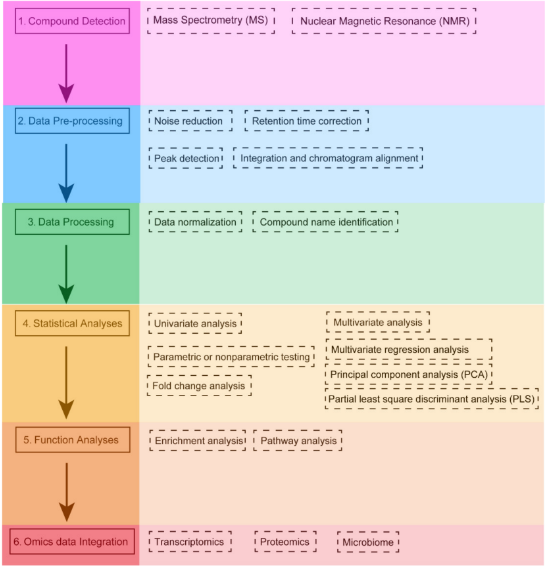 1. Compound Detection
Mass Spectrometry (MS)
Nuclear Magnetic Resonance (NMR)
2. Data Pre-processing
Noise reduction
Retention time correction
Peak detection
Integration and chromatogram alignment
3. Data Processing
Data normalization
Compound name identification
4. Statistical Analyses
Univariate analysis
Parametric or nonparametric testing
Fold change analysis
Multivariate analysis
Multivariate regression analysis
Principal component analysis (PCA)
Partial least square discriminant analysis (PLS)
5. Function Analyses
Enrichment analysis
Pathway analysis
6. Omics data Integration
Transcriptomics
Proteomics
Microbiome